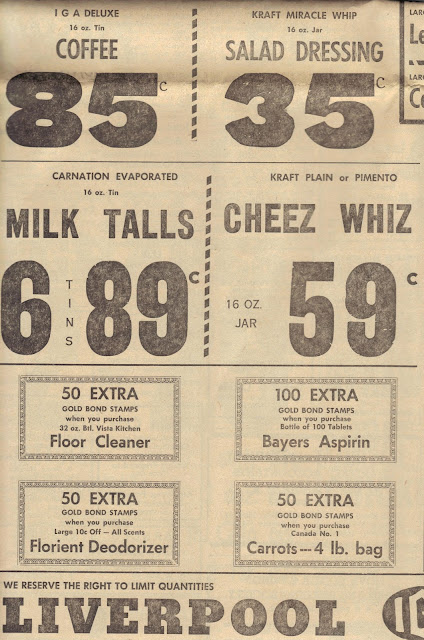 I G A DELUXE
16 oz. Tin
COFFEE
85c
KRAFT MIRACLE WHIP
16 oz. Jar
SALAD DRESSING
35c
LARG
Le
LARG
CARNATION EVAPORATED
16 oz. Tin
MILK TALLS
6 TINS 89c
KRAFT PLAIN or PIMENTO
CHEEZ WHIZ
16 OZ.
JAR
59c
50 EXTRA
GOLD BOND STAMPS
when you purchase
32 oz. Btl. Vista Kitchen
Floor Cleaner
100 EXTRA
GOLD BOND STAMPS
when you purchase
Bottle of 100 Tablets
Bayers Aspirin
50 EXTRA
GOLD BOND STAMPS
when you purchase
Large 10c Off — All Scents
Florient Deodorizer
50 EXTRA
GOLD BOND STAMPS
when you purchase
Canada No. 1
Carrots---4 lb. bag
WE RESERVE THE RIGHT TO LIMIT QUANTITIES
LIVERPOOL